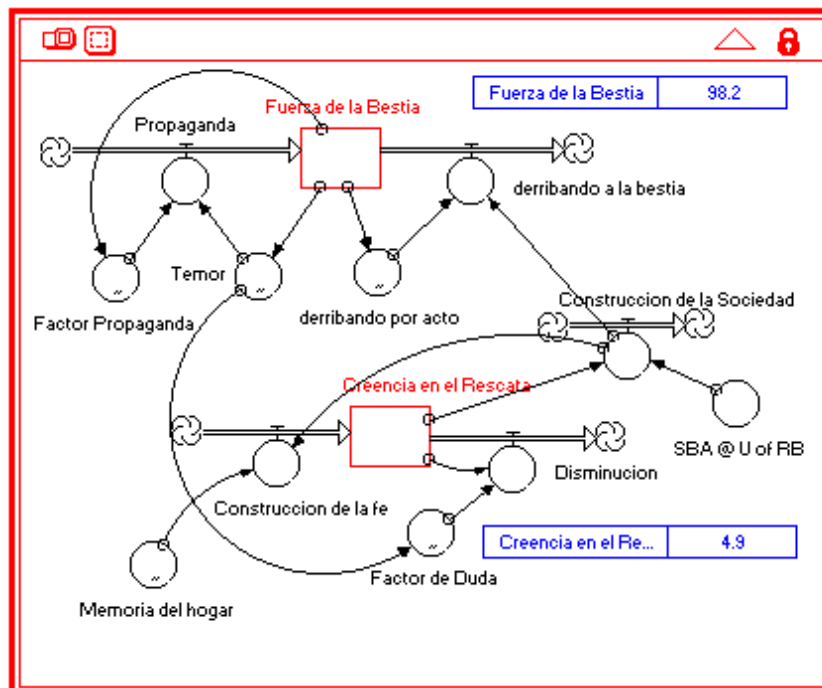 Fuerza de la Bestia 98.2
Fuerza de la Bestia
Propaganda
derribando a la bestia
Temor
Factor Propaganda
derribando por acto
Construccion de la Sociedad
Creencia en el Rescata
SBA @ U of RB
Disminucion
Construccion de la fe
Creencia en el Re... 4.9
Factor de Duda
Memoria del hogar